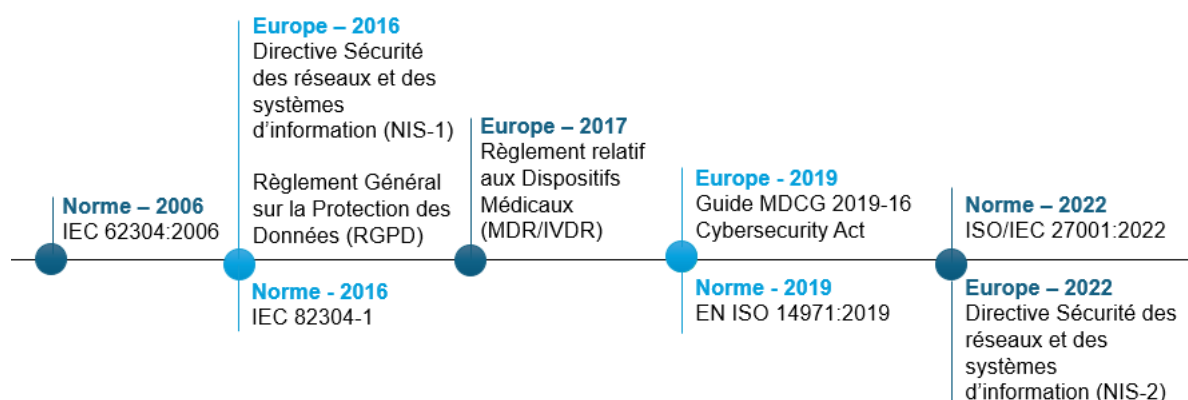 Europe – 2016
Directive Sécurité
des réseaux et des
systèmes
d’information (NIS-1)
Règlement Général
sur la Protection des
Données (RGPD)
Europe – 2017
Règlement relatif
aux Dispositifs
Médicaux
(MDR/IVDR)
Europe - 2019
Guide MDCG 2019-16
Cybersecurity Act
Norme – 2006
IEC 62304:2006
Norme – 2022
ISO/IEC 27001:2022
Norme - 2016
IEC 82304-1
Norme - 2019
EN ISO 14971:2019
Europe – 2022
Directive Sécurité des
réseaux et des
systèmes
d’information (NIS-2)